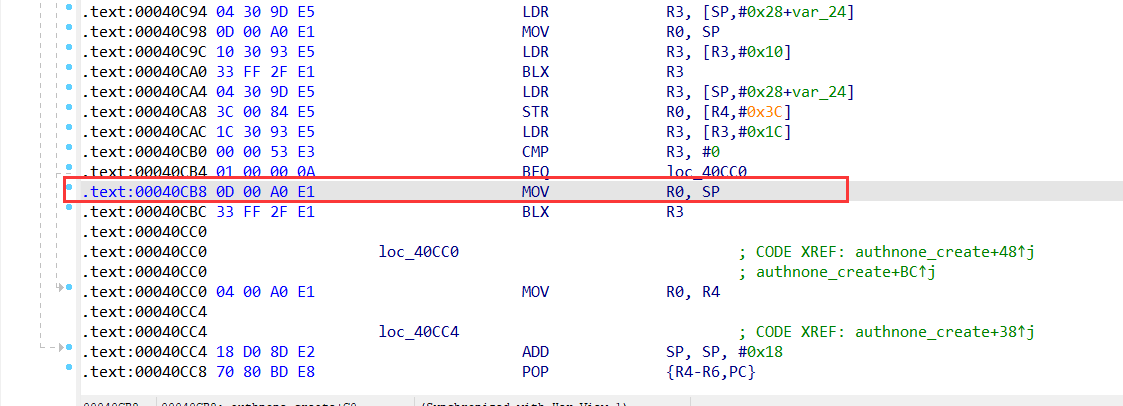 .text:00040C94 04 30 9D E5 LDR R3, [SP,#0x28+var_24]
.text:00040C98 0D 00 A0 E1 MOV R0, SP
.text:00040C9C 10 30 93 E5 LDR R3, [R3,#0x10]
.text:00040CA0 33 FF 2F E1 BLX R3
.text:00040CA4 04 30 9D E5 LDR R3, [SP,#0x28+var_24]
.text:00040CA8 3C 00 84 E5 STR R0, [R4,#0x3C]
.text:00040CAC 1C 30 93 E5 LDR R3, [R3,#0x1C]
.text:00040CB0 00 00 53 E3 CMP R3, #0
.text:00040CB4 01 00 00 0A BEQ loc_40CC0
.text:00040CB8 0D 00 A0 E1 MOV R0, SP
.text:00040CBC 33 FF 2F E1 BLX R3
.text:00040CC0
.text:00040CC0 loc_40CC0 ; CODE XREF: authnone_create+48↑j
.text:00040CC0 ; authnone_create+BC↑j
.text:00040CC0 04 00 A0 E1 MOV R0, R4
.text:00040CC4
.text:00040CC4 loc_40CC4 ; CODE XREF: authnone_create+38↑j
.text:00040CC4 18 D0 8D E2 ADD SP, SP, #0x18
.text:00040CC8 70 80 BD E8 POP {R4-R6,PC}